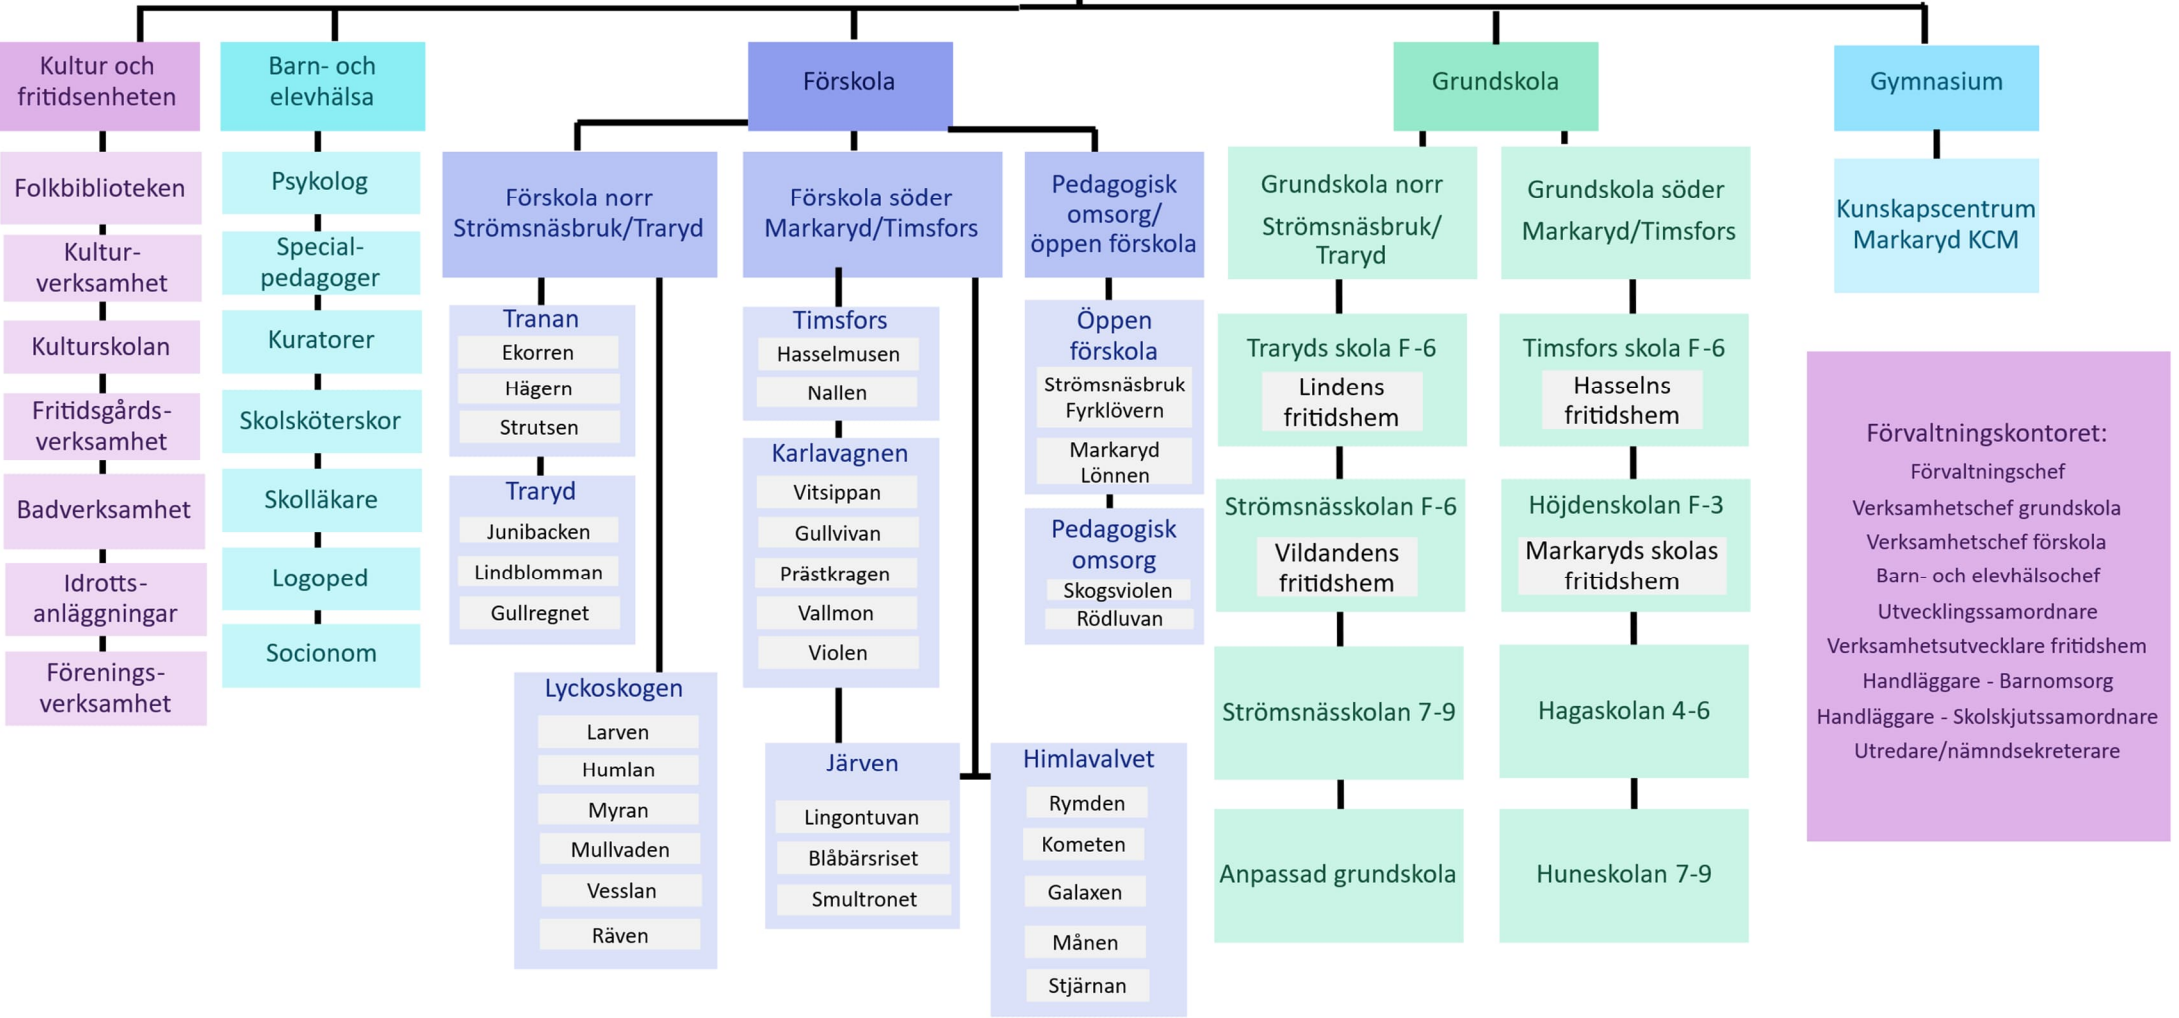 Kultur och
fritidsenheten
Folkbiblioteken
Kultur-
verksamhet
Kulturskolan
Fritidsgårds-
verksamhet
Badverksamhet
Idrotts-
anläggningar
Förenings-
verksamhet
Barn- och
elevhälsa
Psykolog
Special-
pedagoger
Kuratorer
Skolsköterskor
Skolläkare
Logoped
Socionom
Förskola
Förskola norr
Strömsnäsbruk/Traryd
Tranan
Ekorren
Hägern
Strutsen
Traryd
Junibacken
Lindblomman
Gullregnet
Lyckoskogen
Larven
Humlan
Myran
Mullvaden
Vesslan
Räven
Förskola söder
Markaryd/Timsfors
Timsfors
Hasselmusen
Nallen
Karlavagnen
Vitsippan
Gullvivan
Prästkragen
Vallmon
Violen
Järven
Lingontuvan
Blåbärsriset
Smultronet
Himlavalvet
Rymden
Kometen
Galaxen
Månen
Stjärnan
Pedagogisk
omsorg/
öppen förskola
Öppen
förskola
Strömsnäsbruk
Fyrklövern
Markaryd
Lönnen
Pedagogisk
omsorg
Skogsviolen
Rödluvan
Grundskola
Grundskola norr
Strömsnäsbruk/
Traryd
Traryds skola F-6
Lindens
fritidshem
Strömsnässkolan F-6
Vildandens
fritidshem
Strömsnässkolan 7-9
Anpassad grundskola
Grundskola söder
Markaryd/Timsfors
Timsfors skola F-6
Hasselns
fritidshem
Höjdenskolan F-3
Markaryds skolas
fritidshem
Hagaskolan 4-6
Huneskolan 7-9
Gymnasium
Kunskapscentrum
Markaryd KCM
Förvaltningskontoret:
Förvaltningschef
Verksamhetschef grundskola
Verksamhetschef förskola
Barn- och elevhälsochef
Utvecklingssamordnare
Verksamhetsutvecklare fritidshem
Handläggare - Barnomsorg
Handläggare - Skolskjutssamordnare
Utredare/nämndsekreterare